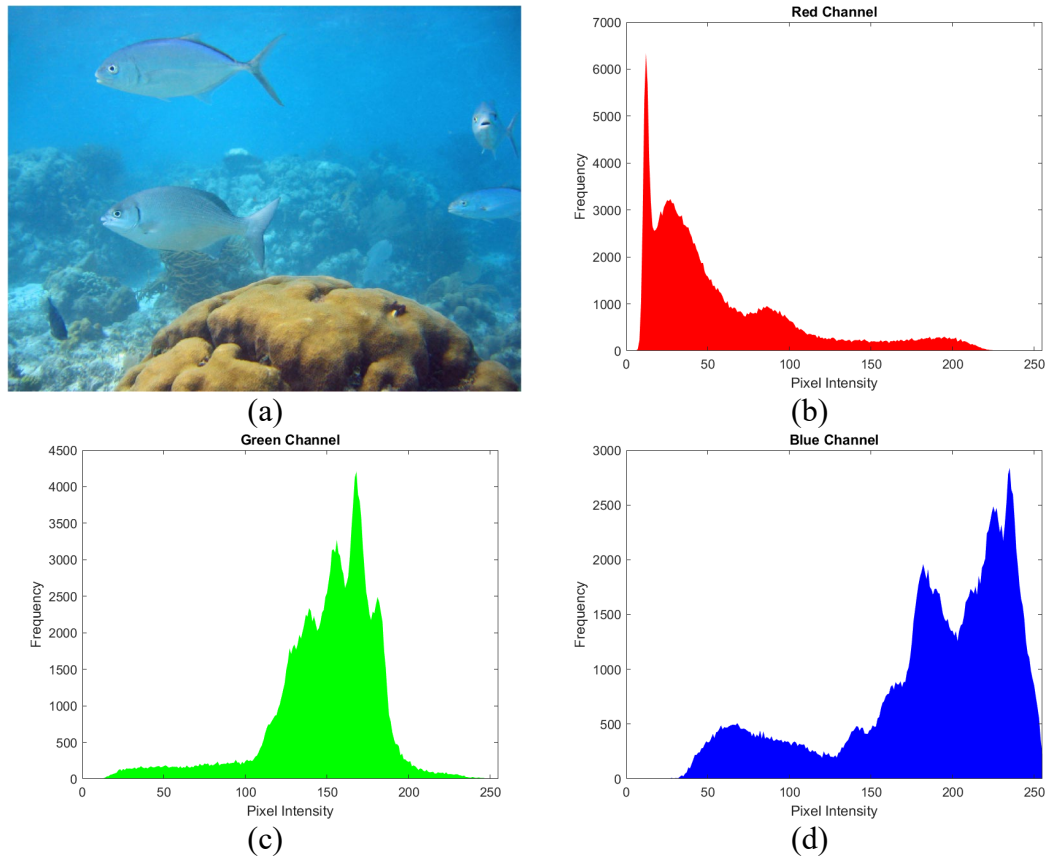 (a)
Red Channel
7000
6000
5000
4000
3000
2000
1000
0
Frequency
0 50 100 150 200 250
Pixel Intensity
(b)
Green Channel
4500
4000
3500
3000
2500
2000
1500
1000
500
0
Frequency
0 50 100 150 200 250
Pixel Intensity
(c)
Blue Channel
3000
2500
2000
1500
1000
500
0
Frequency
0 50 100 150 200 250
Pixel Intensity
(d)